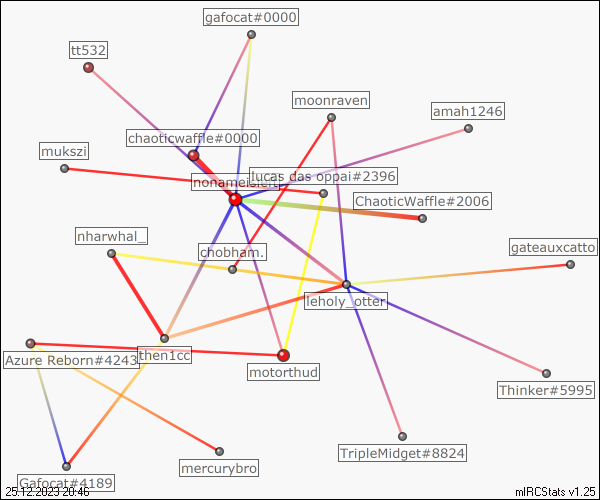 gafocat#0000
tt532
moonraven
amah1246
chaoticwaffle#0000
mukszi
lucas das oppai#2396
ChaoticWaffle#2006
nharwhal_
chobham.
gateauxcatto
leholy_otter
Azure Reborn#4243
then1cc
motorthud
Thinker#5995
TripleMidget#8824
mercurybro
Gafocat#4189
25.12.2023 20:46
mIRCStats v1.25